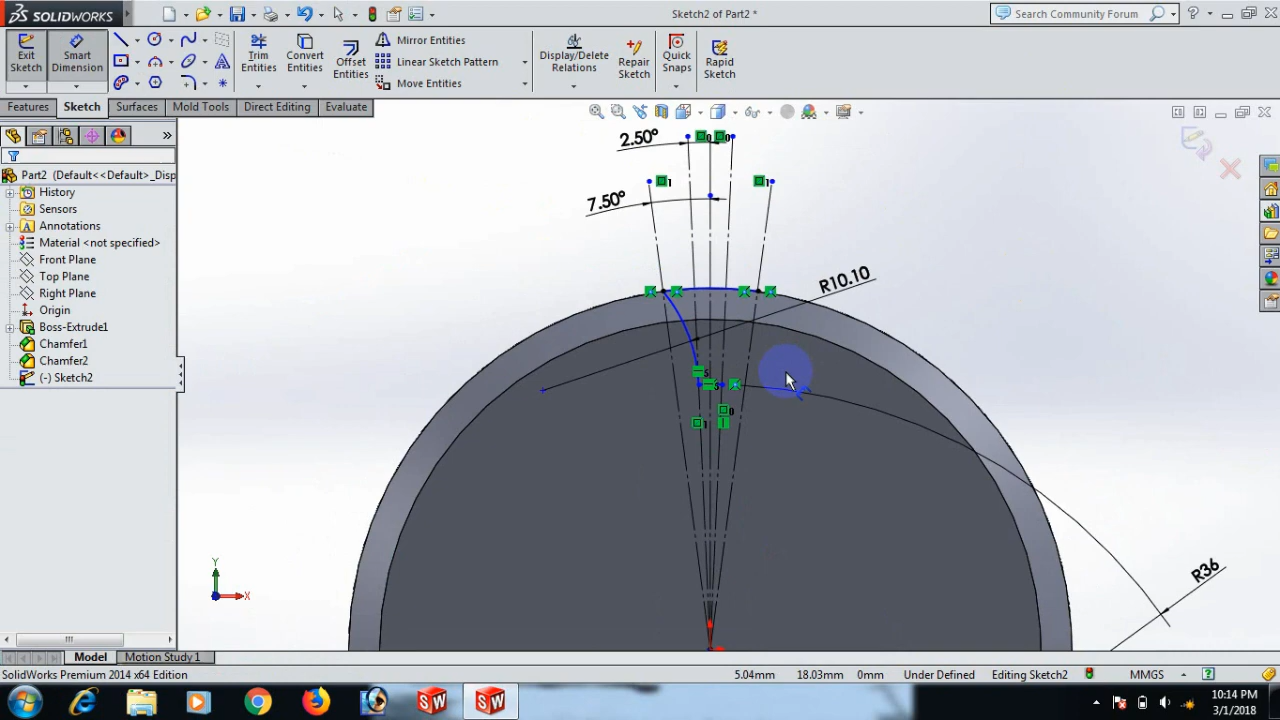 SOLIDWORKS
Sketch2 of Part2 *
Search Community Forum
Exit Sketch
Smart Dimension
Trim Entities
Convert Entities
Offset Entities
Mirror Entities
Linear Sketch Pattern
Move Entities
Display/Delete Relations
Repair Sketch
Quick Snaps
Rapid Sketch
Features
Sketch
Surfaces
Mold Tools
Direct Editing
Evaluate
Part2 (Default<<Default>_Disp
History
Sensors
Annotations
Material <not specified>
Front Plane
Top Plane
Right Plane
Origin
Boss-Extrude1
Chamfer1
Chamfer2
(-) Sketch2
2.50°
7.50°
R10.10
R36
Y
X
Model
Motion Study 1
SolidWorks Premium 2014 x64 Edition
5.04mm
18.03mm
0mm
Under Defined
Editing Sketch2
MMGS
10:14 PM
3/1/2018